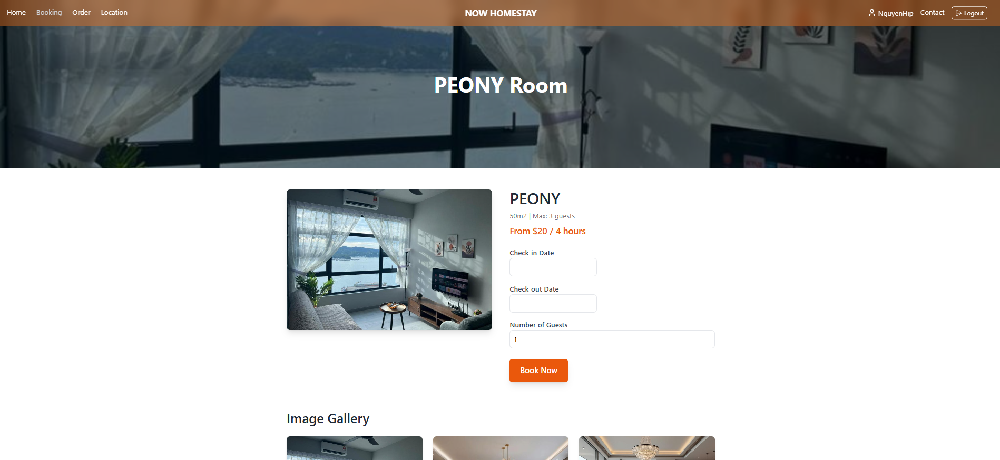 Home Booking Order Location NOW HOMESTAY NguyenHip Contact Logout
PEONY Room
PEONY
50m2 | Max: 3 guests
From $20 / 4 hours
Check-in Date
Check-out Date
Number of Guests
1
Book Now
Image Gallery